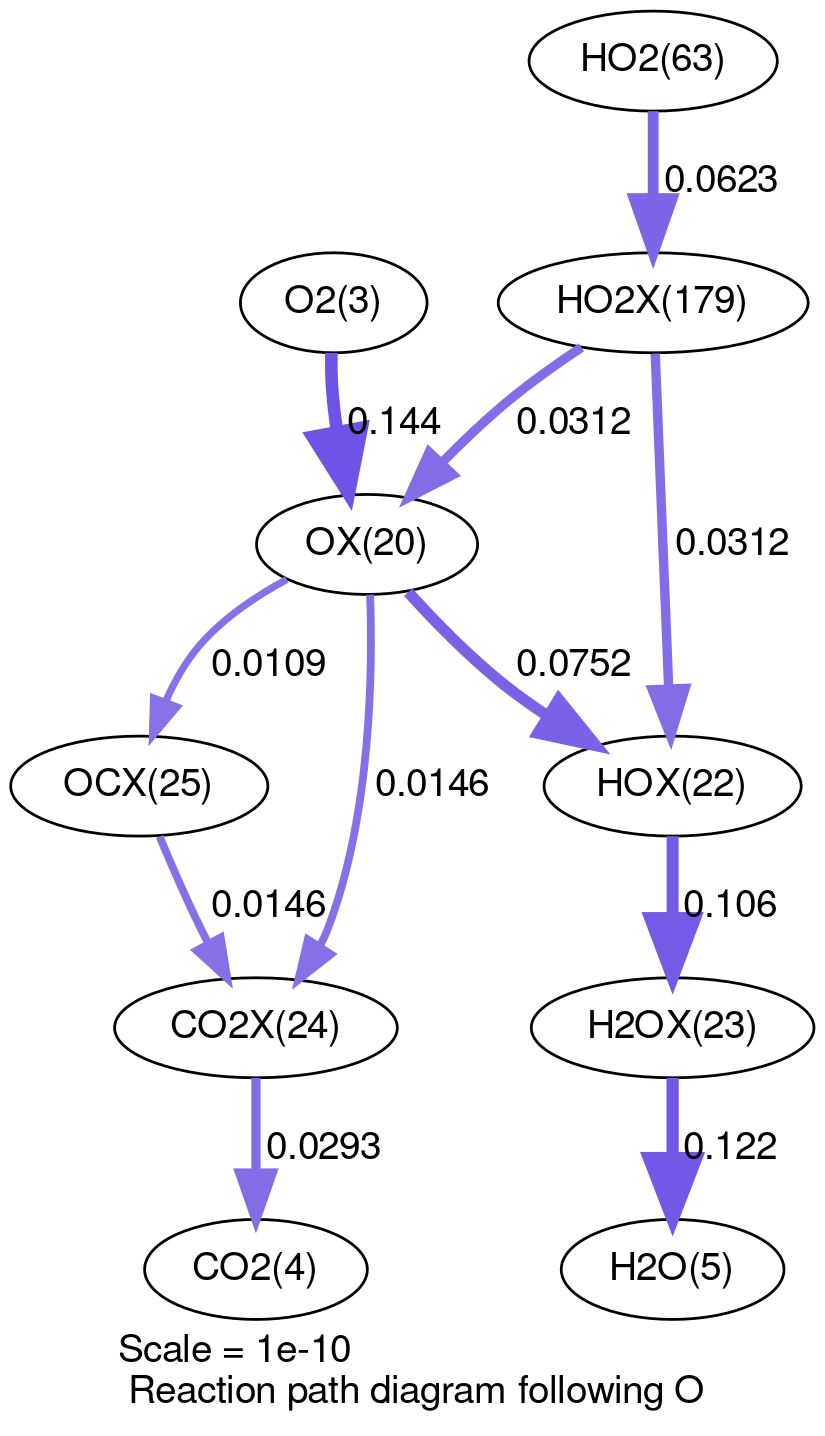 HO2(63)
0.0623
O2(3)
HO2X(179)
0.144
0.0312
OX(20)
0.0312
0.0109
0.0752
0.0146
OCX(25)
HOX(22)
0.0146
0.106
CO2X(24)
H2OX(23)
0.0293
0.122
CO2(4)
H2O(5)
Scale = 1e-10
Reaction path diagram following O